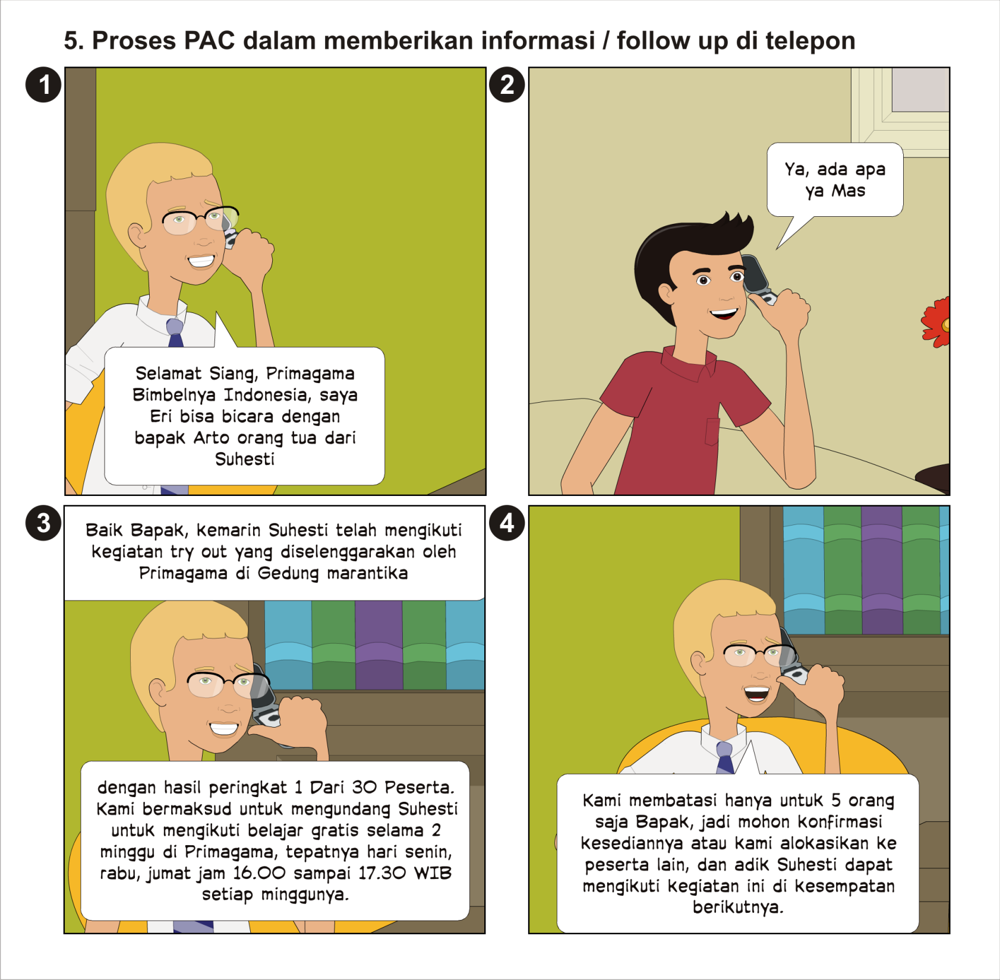 5. Proses PAC dalam memberikan informasi / follow up di telepon
1
Selamat Siang, Primagama
Bimbelnya Indonesia, saya
Eri bisa bicara dengan
bapak Arto orang tua dari
Suhesti
2
Ya, ada apa
ya Mas
3
Baik Bapak, kemarin Suhesti telah mengikuti
kegiatan try out yang diselenggarakan oleh
Primagama di Gedung marantika
dengan hasil peringkat 1 Dari 30 Peserta.
Kami bermaksud untuk mengundang Suhesti
untuk mengikuti belajar gratis selama 2
minggu di Primagama, tepatnya hari senin,
rabu, jumat jam 16.00 sampai 17.30 WIB
setiap minggunya.
4
Kami membatasi hanya untuk 5 orang
saja Bapak, jadi mohon konfirmasi
kesediannya atau kami alokasikan ke
peserta lain, dan adik Suhesti dapat
mengikuti kegiatan ini di kesempatan
berikutnya.